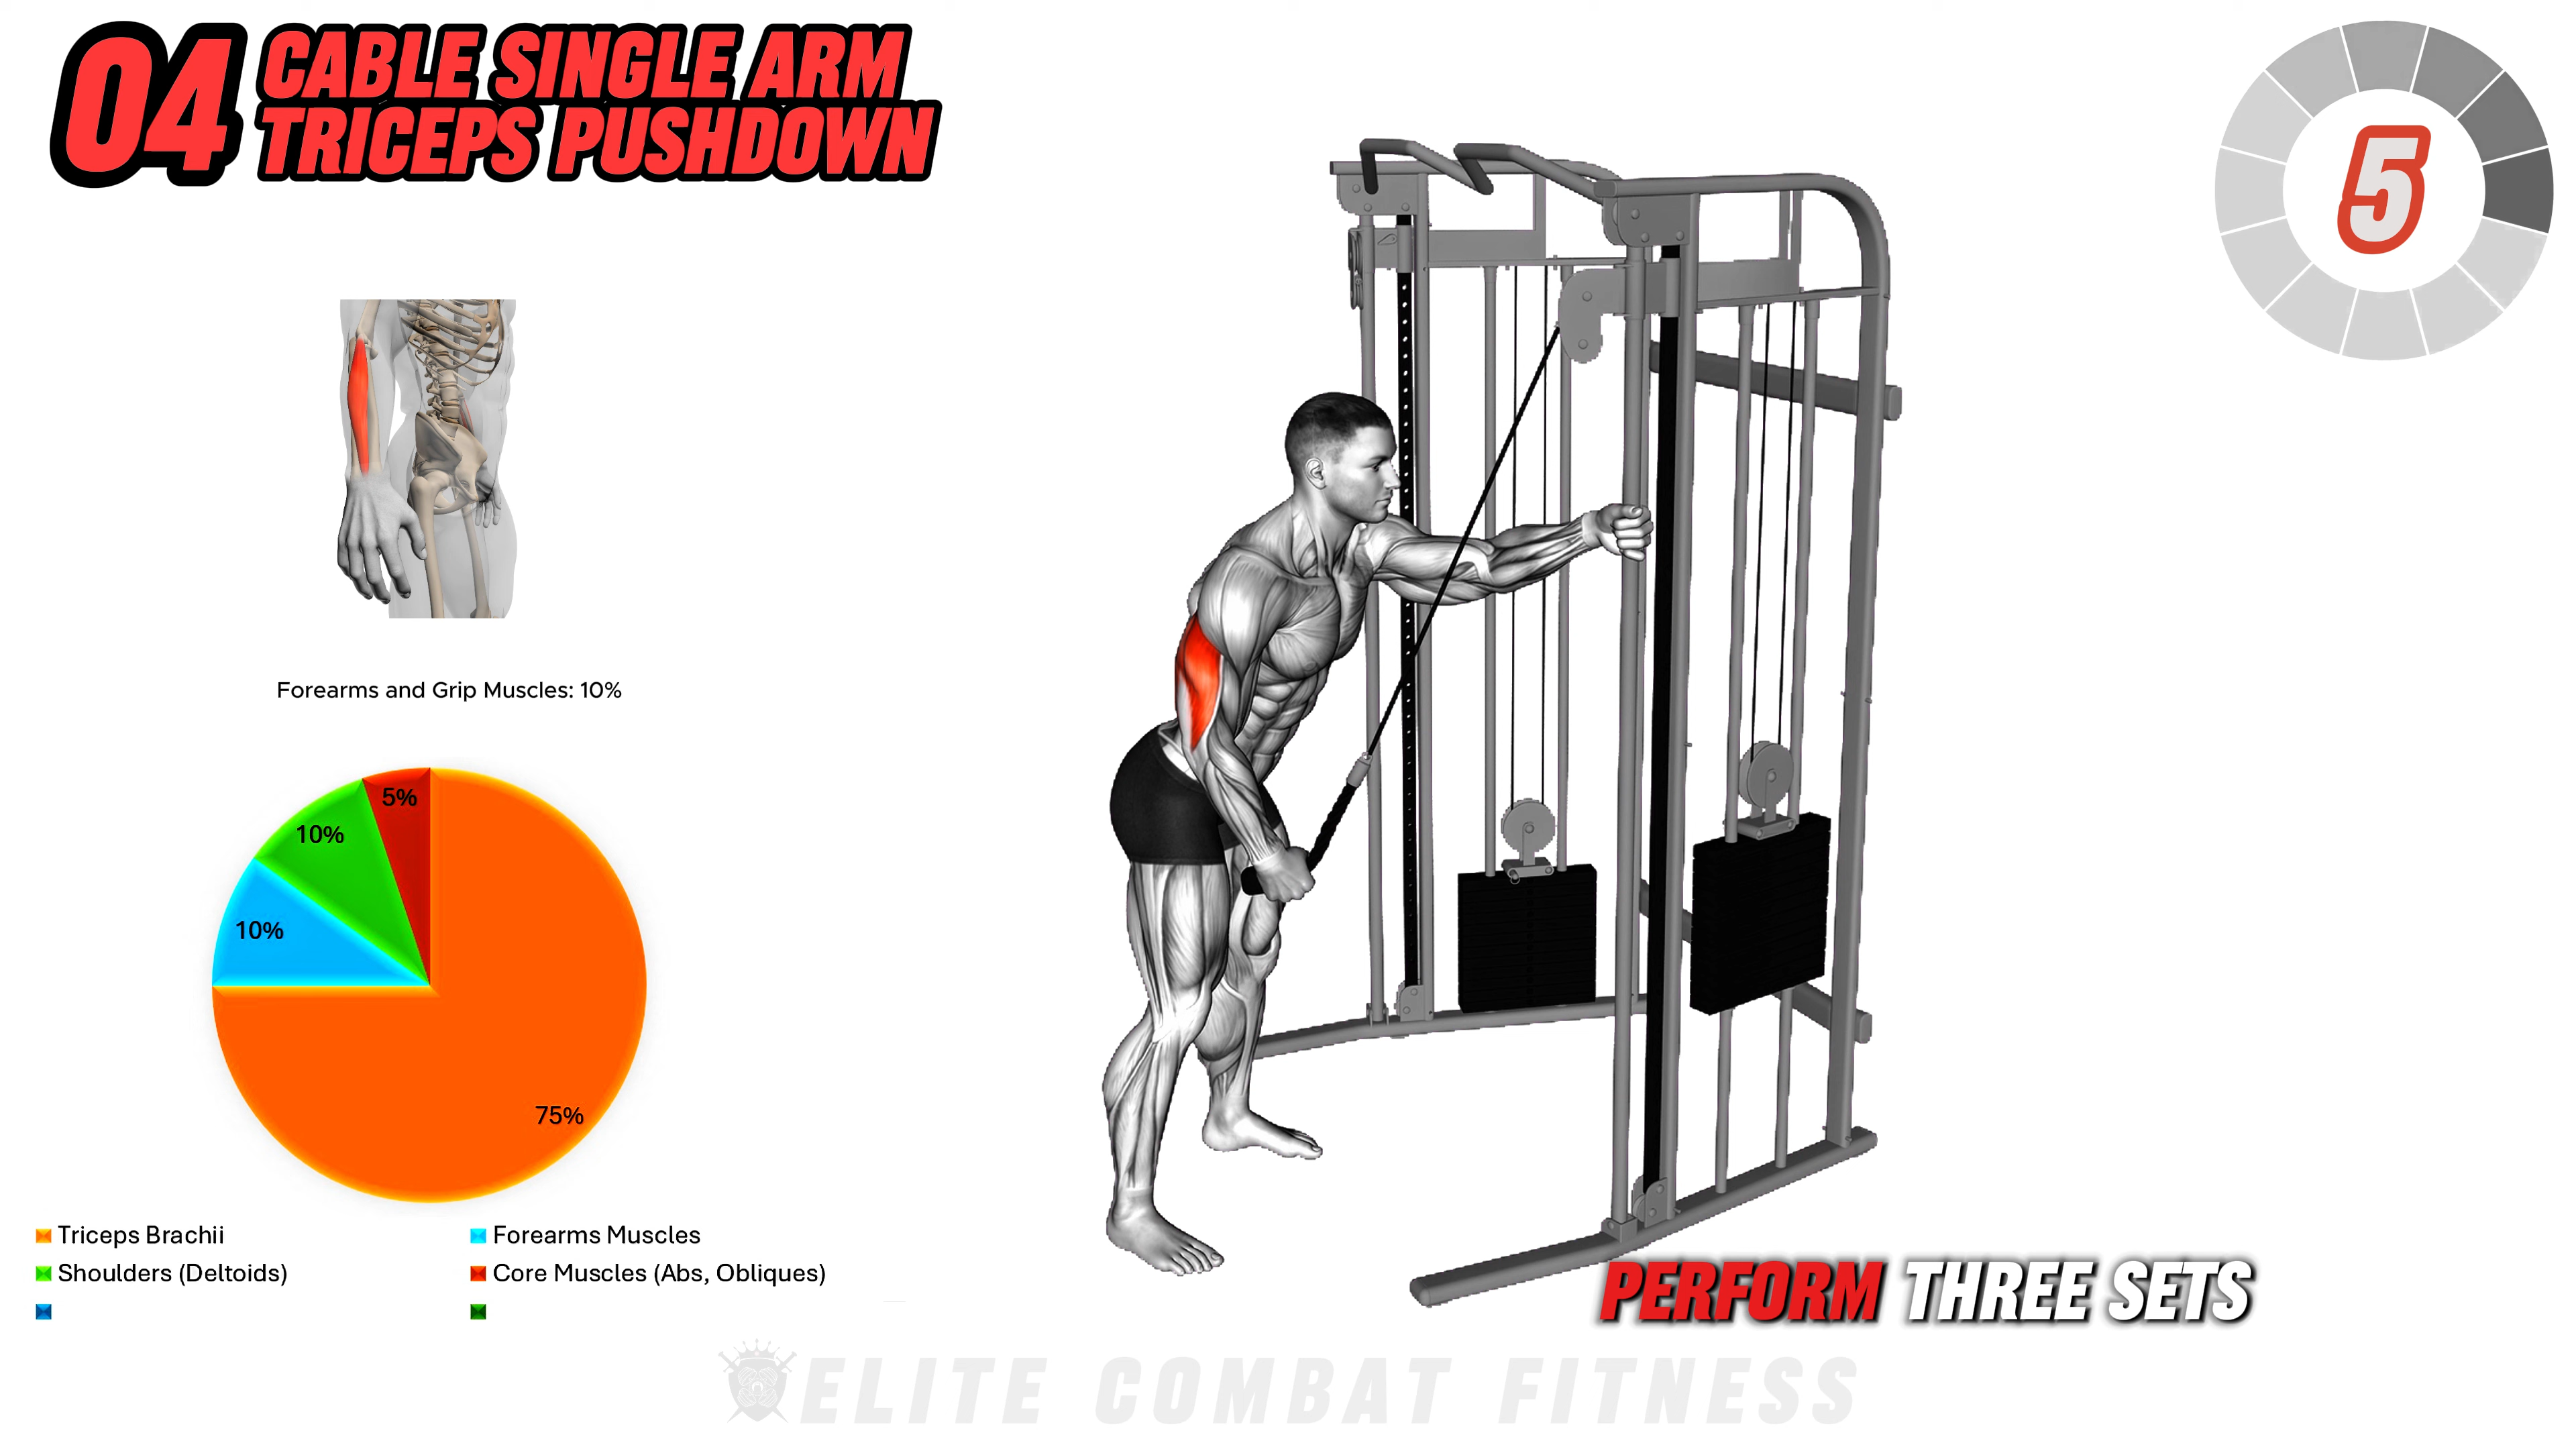 04
CABLE SINGLE ARM
TRICEPS PUSHDOWN
5
Forearms and Grip Muscles: 10%
5%
10%
10%
75%
Triceps Brachii
Forearms Muscles
Shoulders (Deltoids)
Core Muscles (Abs, Obliques)
PERFORM THREE SETS
ELITE COMBAT FITNESS